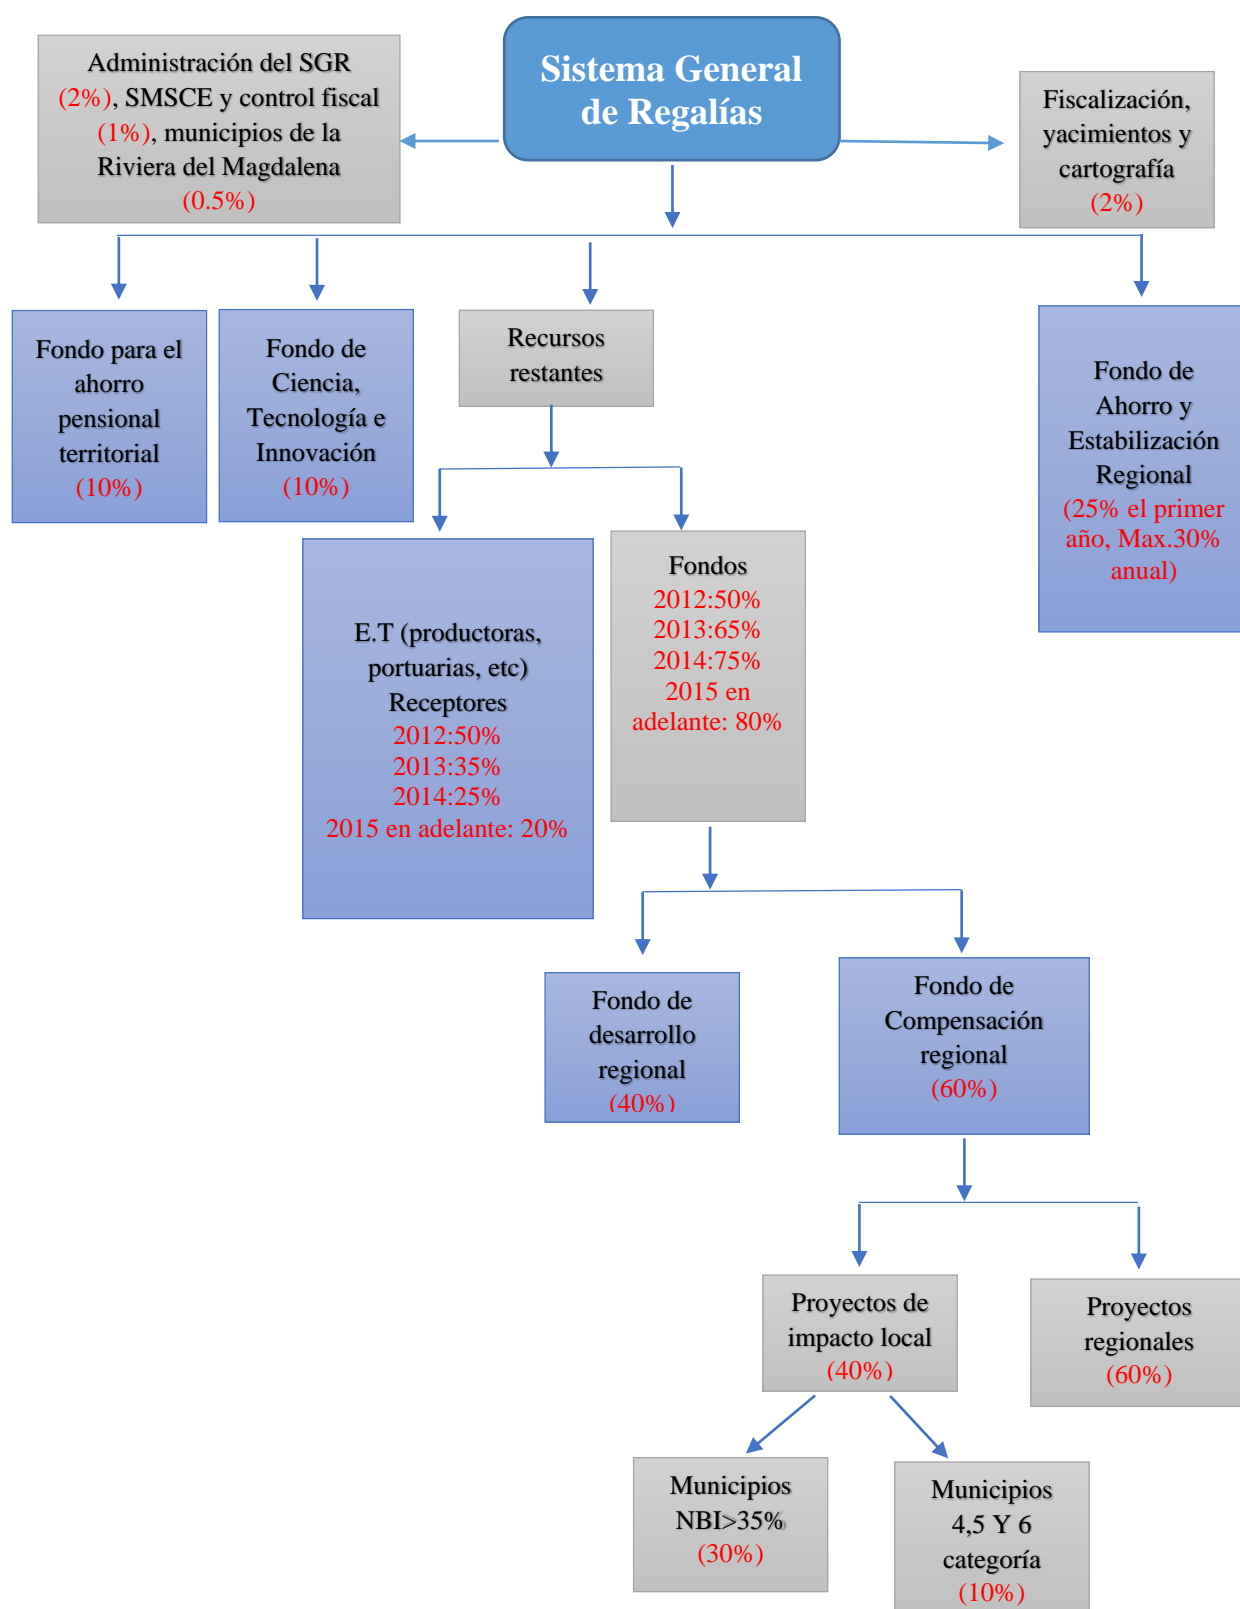 Sistema General
de Regalías
Administración del SGR
(2%), SMSCE y control fiscal
(1%), municipios de la
Riviera del Magdalena
(0.5%)
Fiscalización,
yacimientos y
cartografía
(2%)
Fondo para el
ahorro
pensional
territorial
(10%)
Fondo de
Ciencia,
Tecnología e
Innovación
(10%)
Recursos
restantes
Fondo de
Ahorro y
Estabilización
Regional
(25% el primer
año, Max.30%
anual)
E.T (productoras,
portuarias, etc)
Receptores
2012:50%
2013:35%
2014:25%
2015 en adelante: 20%
Fondos
2012:50%
2013:65%
2014:75%
2015 en
adelante: 80%
Fondo de
desarrollo
regional
(40%)
Fondo de
Compensación
regional
(60%)
Proyectos de
impacto local
(40%)
Proyectos
regionales
(60%)
Municipios
NBI>35%
(30%)
Municipios
4,5 Y 6
categoría
(10%)